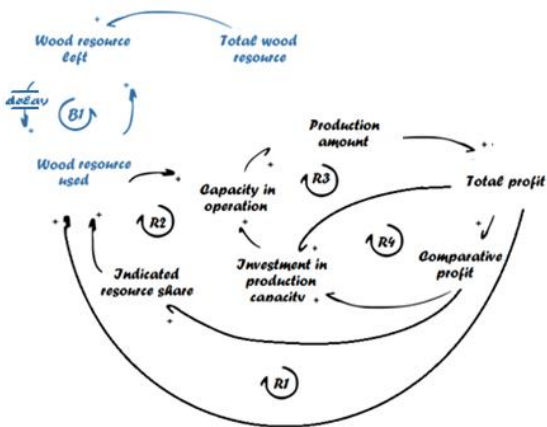 Wood resource
left
Total wood
resource
delay
B1
Wood resource
used
Production
amount
Capacity in
operation
R3
Total profit
R2
R4
Indicated
resource share
Investment in
production
capacity
Comparative
profit
R1